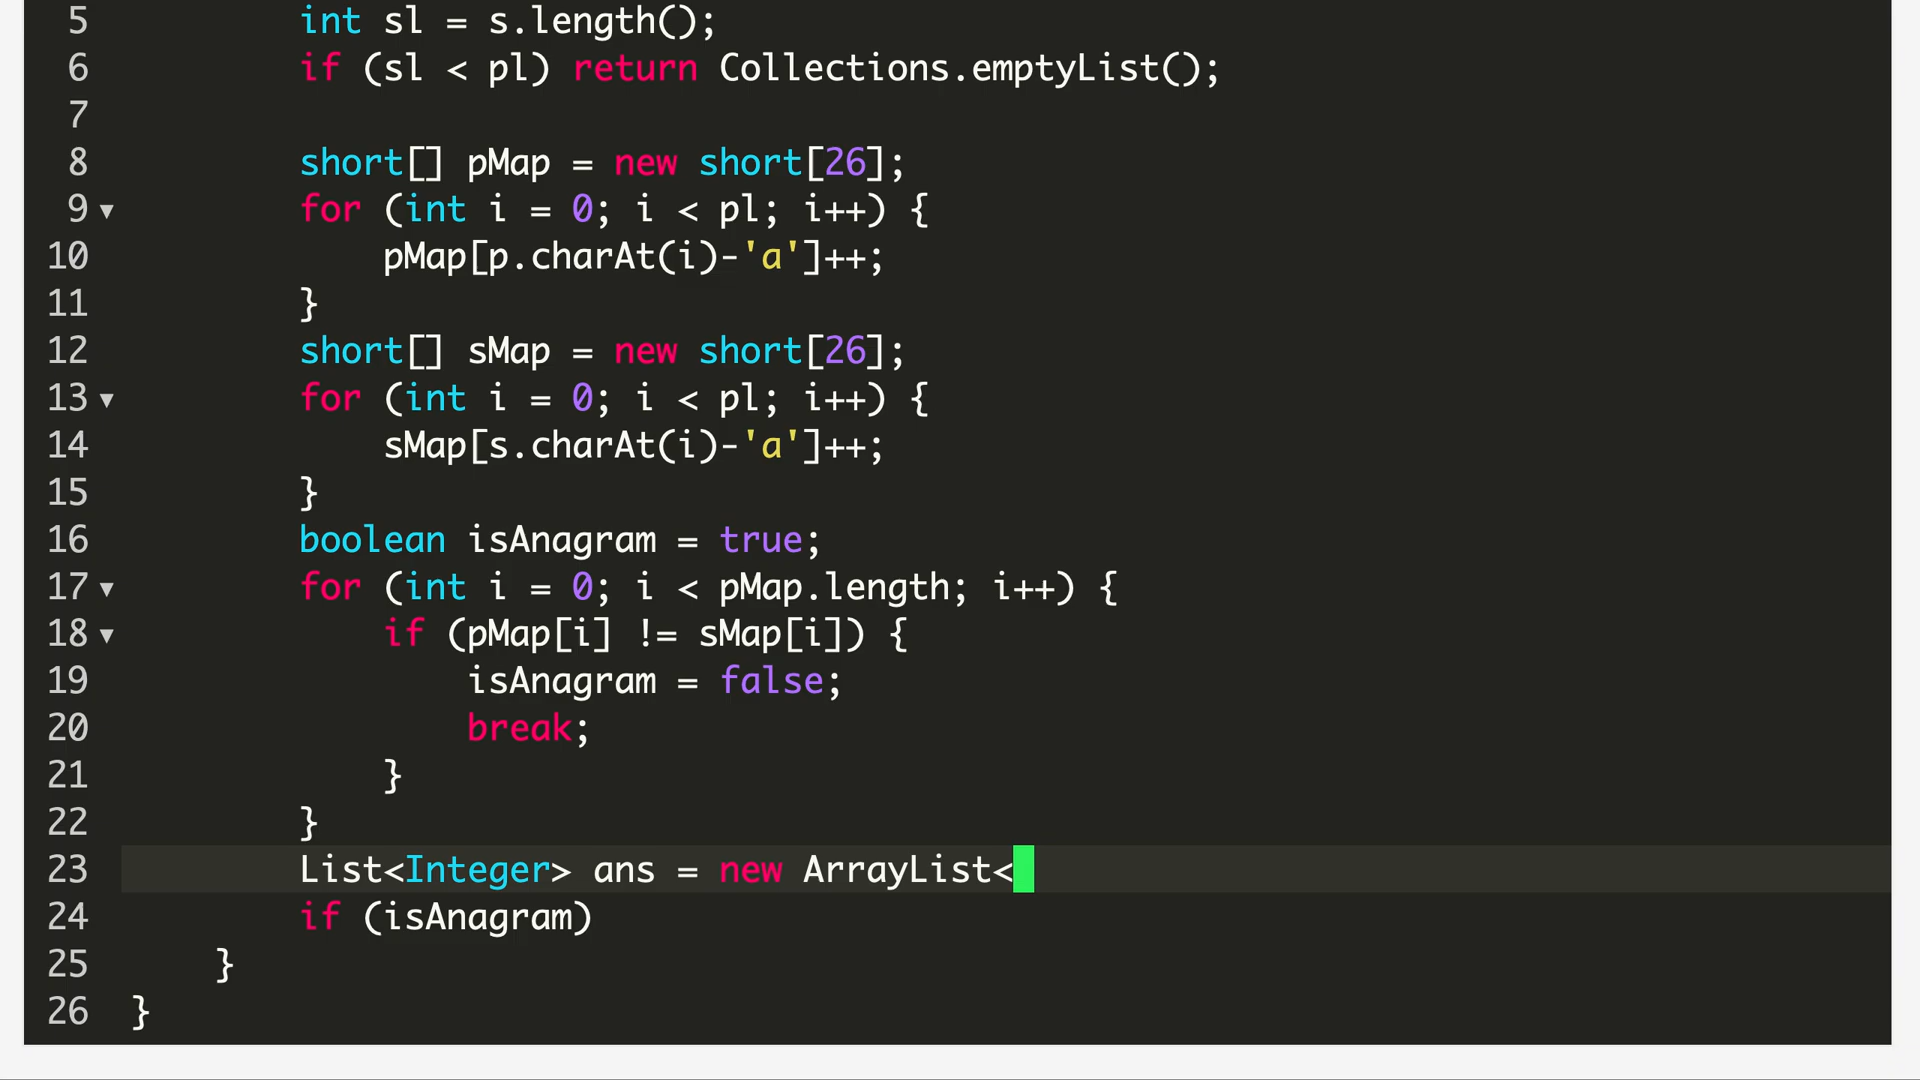 5 int sl = s.length();
6 if (sl < pl) return Collections.emptyList();
7
8 short[] pMap = new short[26];
9 for (int i = 0; i < pl; i++) {
10 pMap[p.charAt(i)-'a']++;
11 }
12 short[] sMap = new short[26];
13 for (int i = 0; i < pl; i++) {
14 sMap[s.charAt(i)-'a']++;
15 }
16 boolean isAnagram = true;
17 for (int i = 0; i < pMap.length; i++) {
18 if (pMap[i] != sMap[i]) {
19 isAnagram = false;
20 break;
21 }
22 }
23 List<Integer> ans = new ArrayList<
24 if (isAnagram)
25 }
26 }